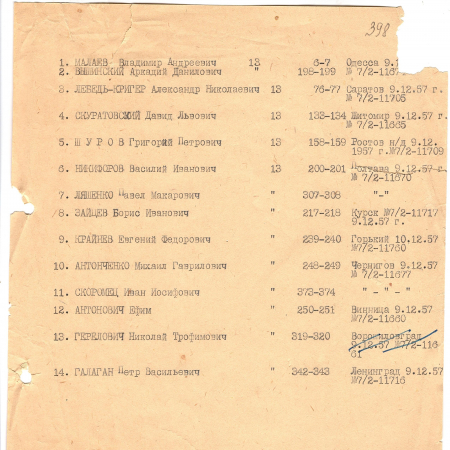 398
1. МАЛАЕВ Владимир Андреевич 13 6-7 Одесса 9.1
2. ВЫШИНСКИЙ Аркадий Данилович " 198-199 № 7/2-1167
3. ЛЕБЕДЬ-КРИГЕР Александр Николаевич 13 76-77 Саратов 9.12.57 г.
№ 7/2-11705
4. СКУРАТОВСКИЙ Давид Львович 13 133-134 Житомир 9.12.57 г.
№ 7/2-11665
5. ШУРОВ Григорий Петрович 13 158-159 Ростов н/д 9.12.
1957 г.№7/2-11709
6. НИКИФОРОВ Василий Иванович 13 200-201 Полтава 9.12.57 г.
№ 7/2-11670
7. ЛЯШЕНКО Павел Макарович " 307-308 "-"
8. ЗАЙЦЕВ Борис Иванович " 217-218 Курск №7/2-11717
9.12.57 г.
9. КРАЙНЕВ Евгений Федорович " 239-240 Горький 10.12.57
№7/2-11760
10. АНТОНЧЕНКО Михаил Гаврилович " 248-249 Чернигов 9.12.57
№ 7/2-11677
11. СКОРОМЕЦ Иван Иосифович " 373-374 " - " - "
12. АНТОНОВИЧ Ефим " 250-251 Винница 9.12.57
№7/2-11660
13. ГЕРЕЛОВИЧ Николай Трофимович " 319-320 Ворошиловград
9.12.57 №7/2-116
61
14. ГАЛАГАН Петр Васильевич " 342-343 Ленинград 9.12.57
№7/2-11716